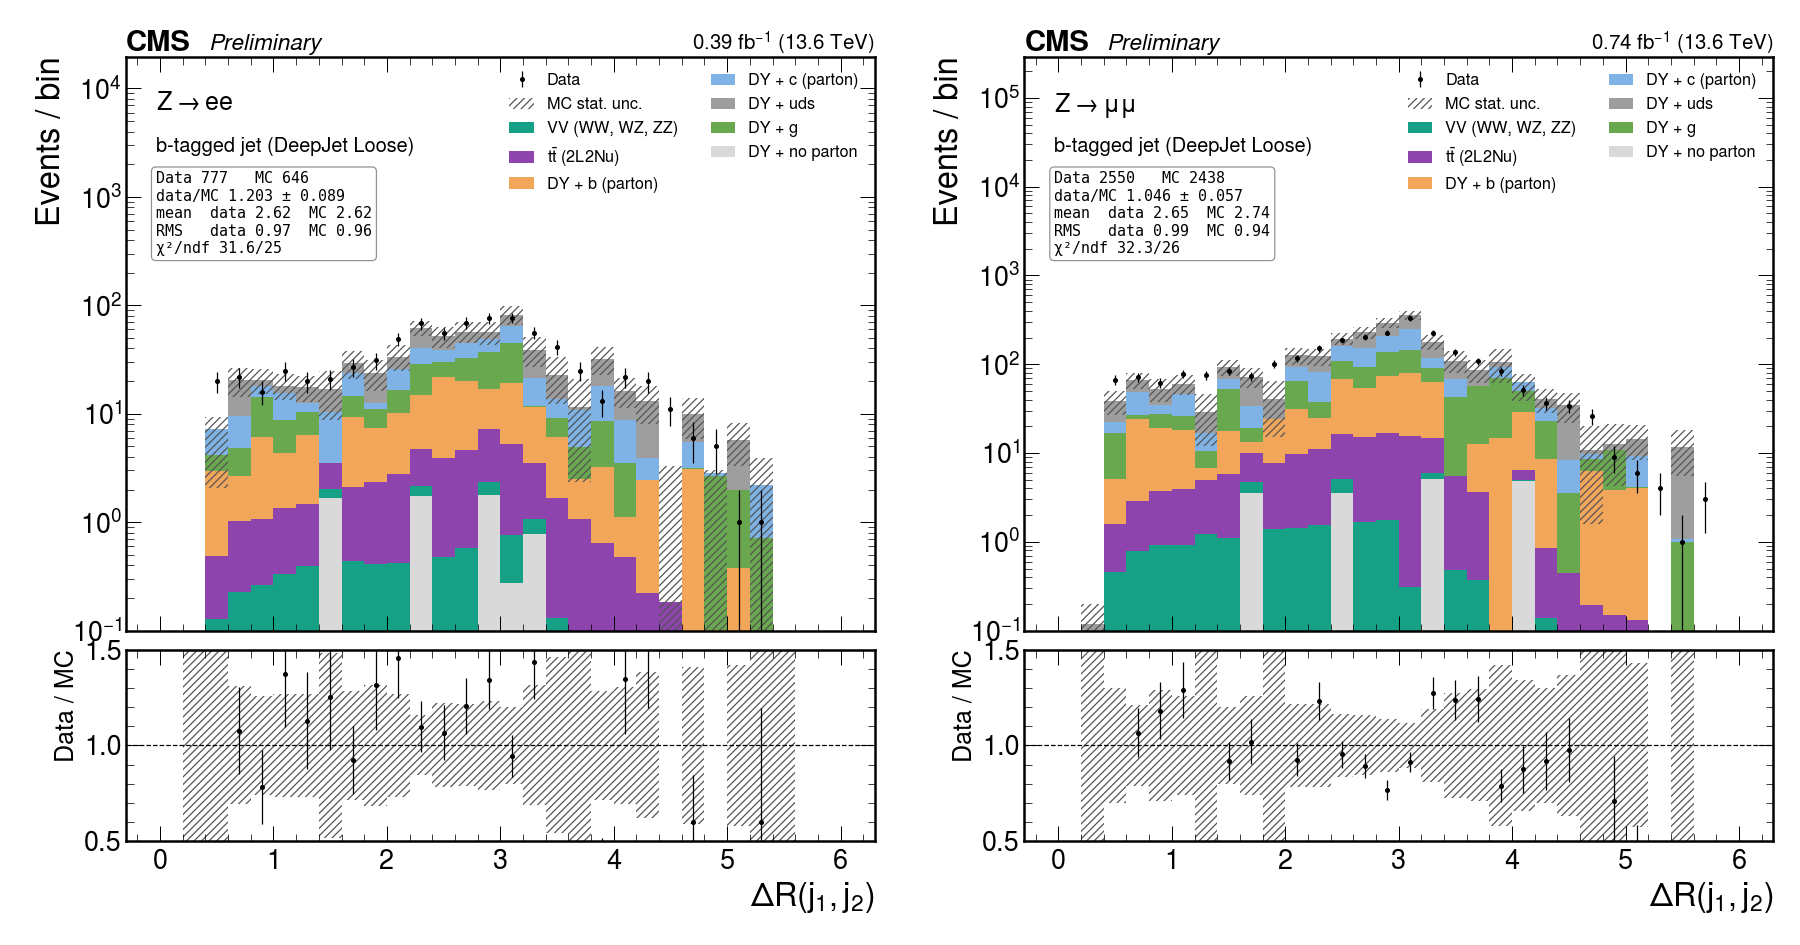 CMS Preliminary 0.39 fb⁻¹ (13.6 TeV)
Events / bin
Z → ee
b-tagged jet (DeepJet Loose)
Data 777 MC 646
data/MC 1.203 ± 0.089
mean data 2.62 MC 2.62
RMS data 0.97 MC 0.96
χ²/ndf 31.6/25
Data
MC stat. unc.
VV (WW, WZ, ZZ)
tt̄ (2L2Nu)
DY + b (parton)
DY + c (parton)
DY + uds
DY + g
DY + no parton
10⁴
10³
10²
10¹
10⁰
10⁻¹
Data / MC
1.5
1.0
0.5
0 1 2 3 4 5 6
ΔR(j₁, j₂)
CMS Preliminary 0.74 fb⁻¹ (13.6 TeV)
Events / bin
Z → μμ
b-tagged jet (DeepJet Loose)
Data 2550 MC 2438
data/MC 1.046 ± 0.057
mean data 2.65 MC 2.74
RMS data 0.99 MC 0.94
χ²/ndf 32.3/26
Data
MC stat. unc.
VV (WW, WZ, ZZ)
tt̄ (2L2Nu)
DY + b (parton)
DY + c (parton)
DY + uds
DY + g
DY + no parton
10⁵
10⁴
10³
10²
10¹
10⁰
10⁻¹
Data / MC
1.5
1.0
0.5
0 1 2 3 4 5 6
ΔR(j₁, j₂)